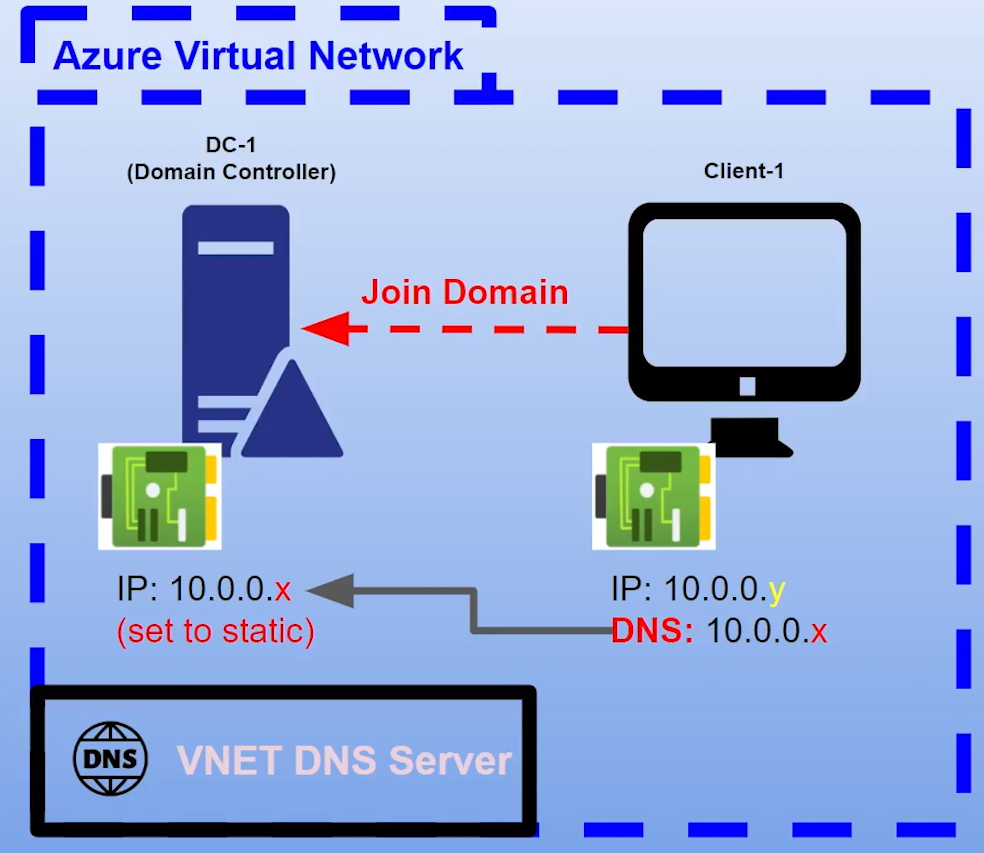 Azure Virtual Network
DC-1
(Domain Controller)
Client-1
Join Domain
IP: 10.0.0.x
(set to static)
IP: 10.0.0.y
DNS: 10.0.0.x
DNS
VNET DNS Server